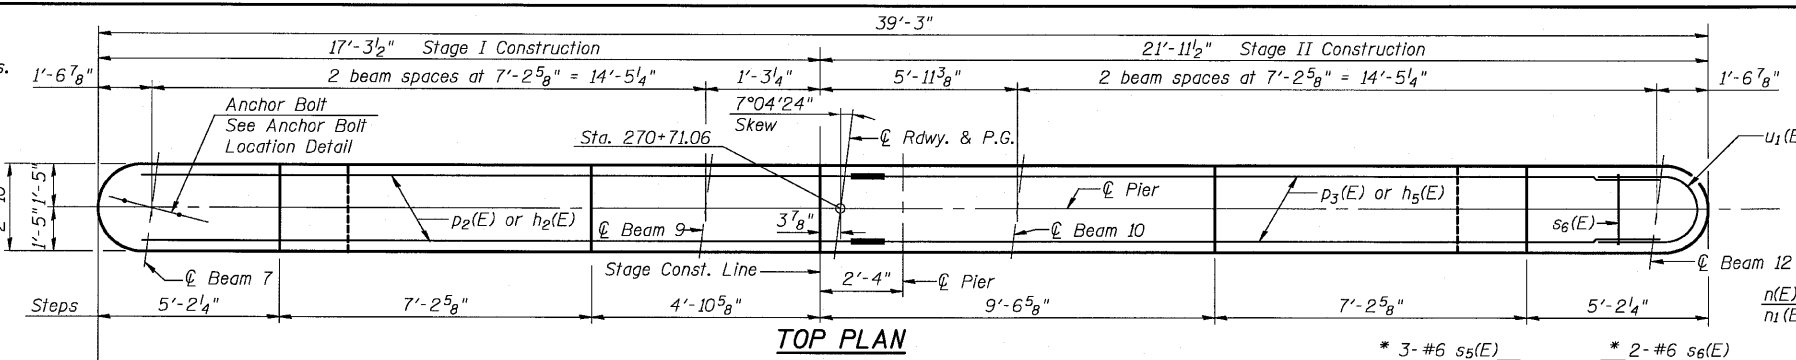 39'-3"
17'-3½" Stage I Construction
21'-11½" Stage II Construction
s.
1'-6⅞"
2 beam spaces at 7'-2⅝" = 14'-5¼"
1'-3¼"
5'-11⅜"
2 beam spaces at 7'-2⅝" = 14'-5¼"
1'-6⅞"
Anchor Bolt
See Anchor Bolt
Location Detail
7°04'24"
Skew
Sta. 270+71.06
℄ Rdwy. & P.G.
u₁(E
1'-5"
1'-5"
p₂(E) or h₂(E)
℄ Beam 9
3⅞"
℄ Pier
℄ Beam 10
p₃(E) or h₅(E)
s₆(E)
℄ Beam 7
Stage Const. Line
2'-4"
℄ Pier
℄ Beam 12
Steps
5'-2¼"
7'-2⅝"
4'-10⅝"
9'-6⅝"
7'-2⅝"
5'-2¼"
n(E)
n₁(E
TOP PLAN
* 3-#6 s₅(E)
* 2-#6 s₆(E)